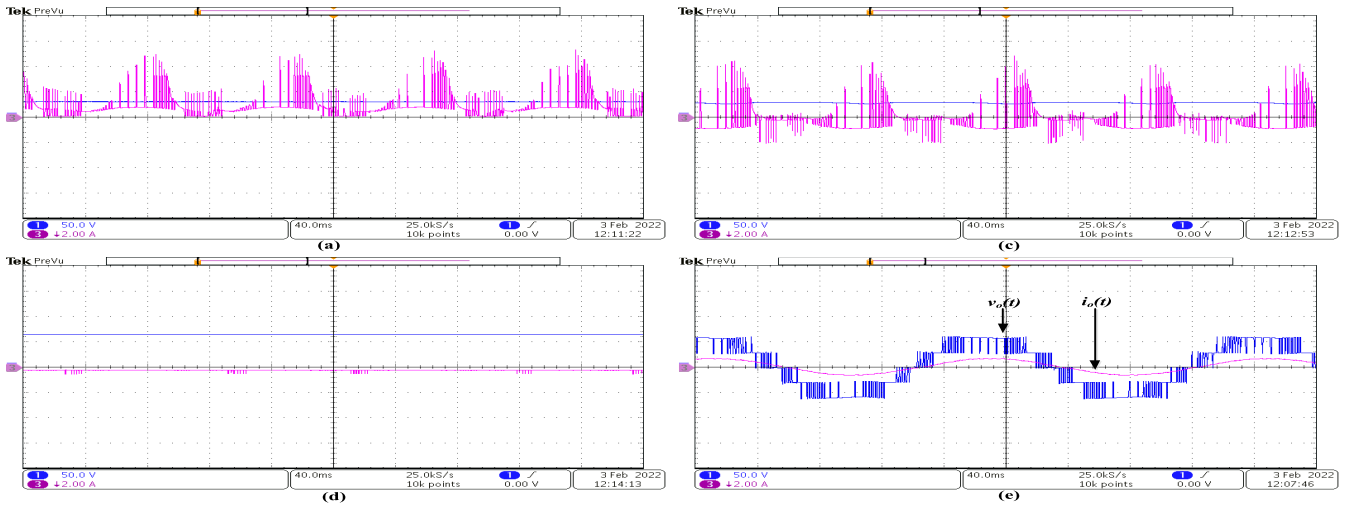 Tek PreVu
1 50.0 V
3 ↓2.00 A
40.0ms
25.0kS/s
10k points
1 /
0.00 V
3 Feb 2022
12:11:22
(a)
Tek PreVu
1 50.0 V
3 ↓2.00 A
40.0ms
25.0kS/s
10k points
1 /
0.00 V
3 Feb 2022
12:12:53
(c)
Tek PreVu
1 50.0 V
3 ↓2.00 A
40.0ms
25.0kS/s
10k points
1 /
0.00 V
3 Feb 2022
12:14:13
(d)
Tek PreVu
vo(t)
io(t)
1 50.0 V
3 ↓2.00 A
40.0ms
25.0kS/s
10k points
1 /
0.00 V
3 Feb 2022
12:07:46
(e)